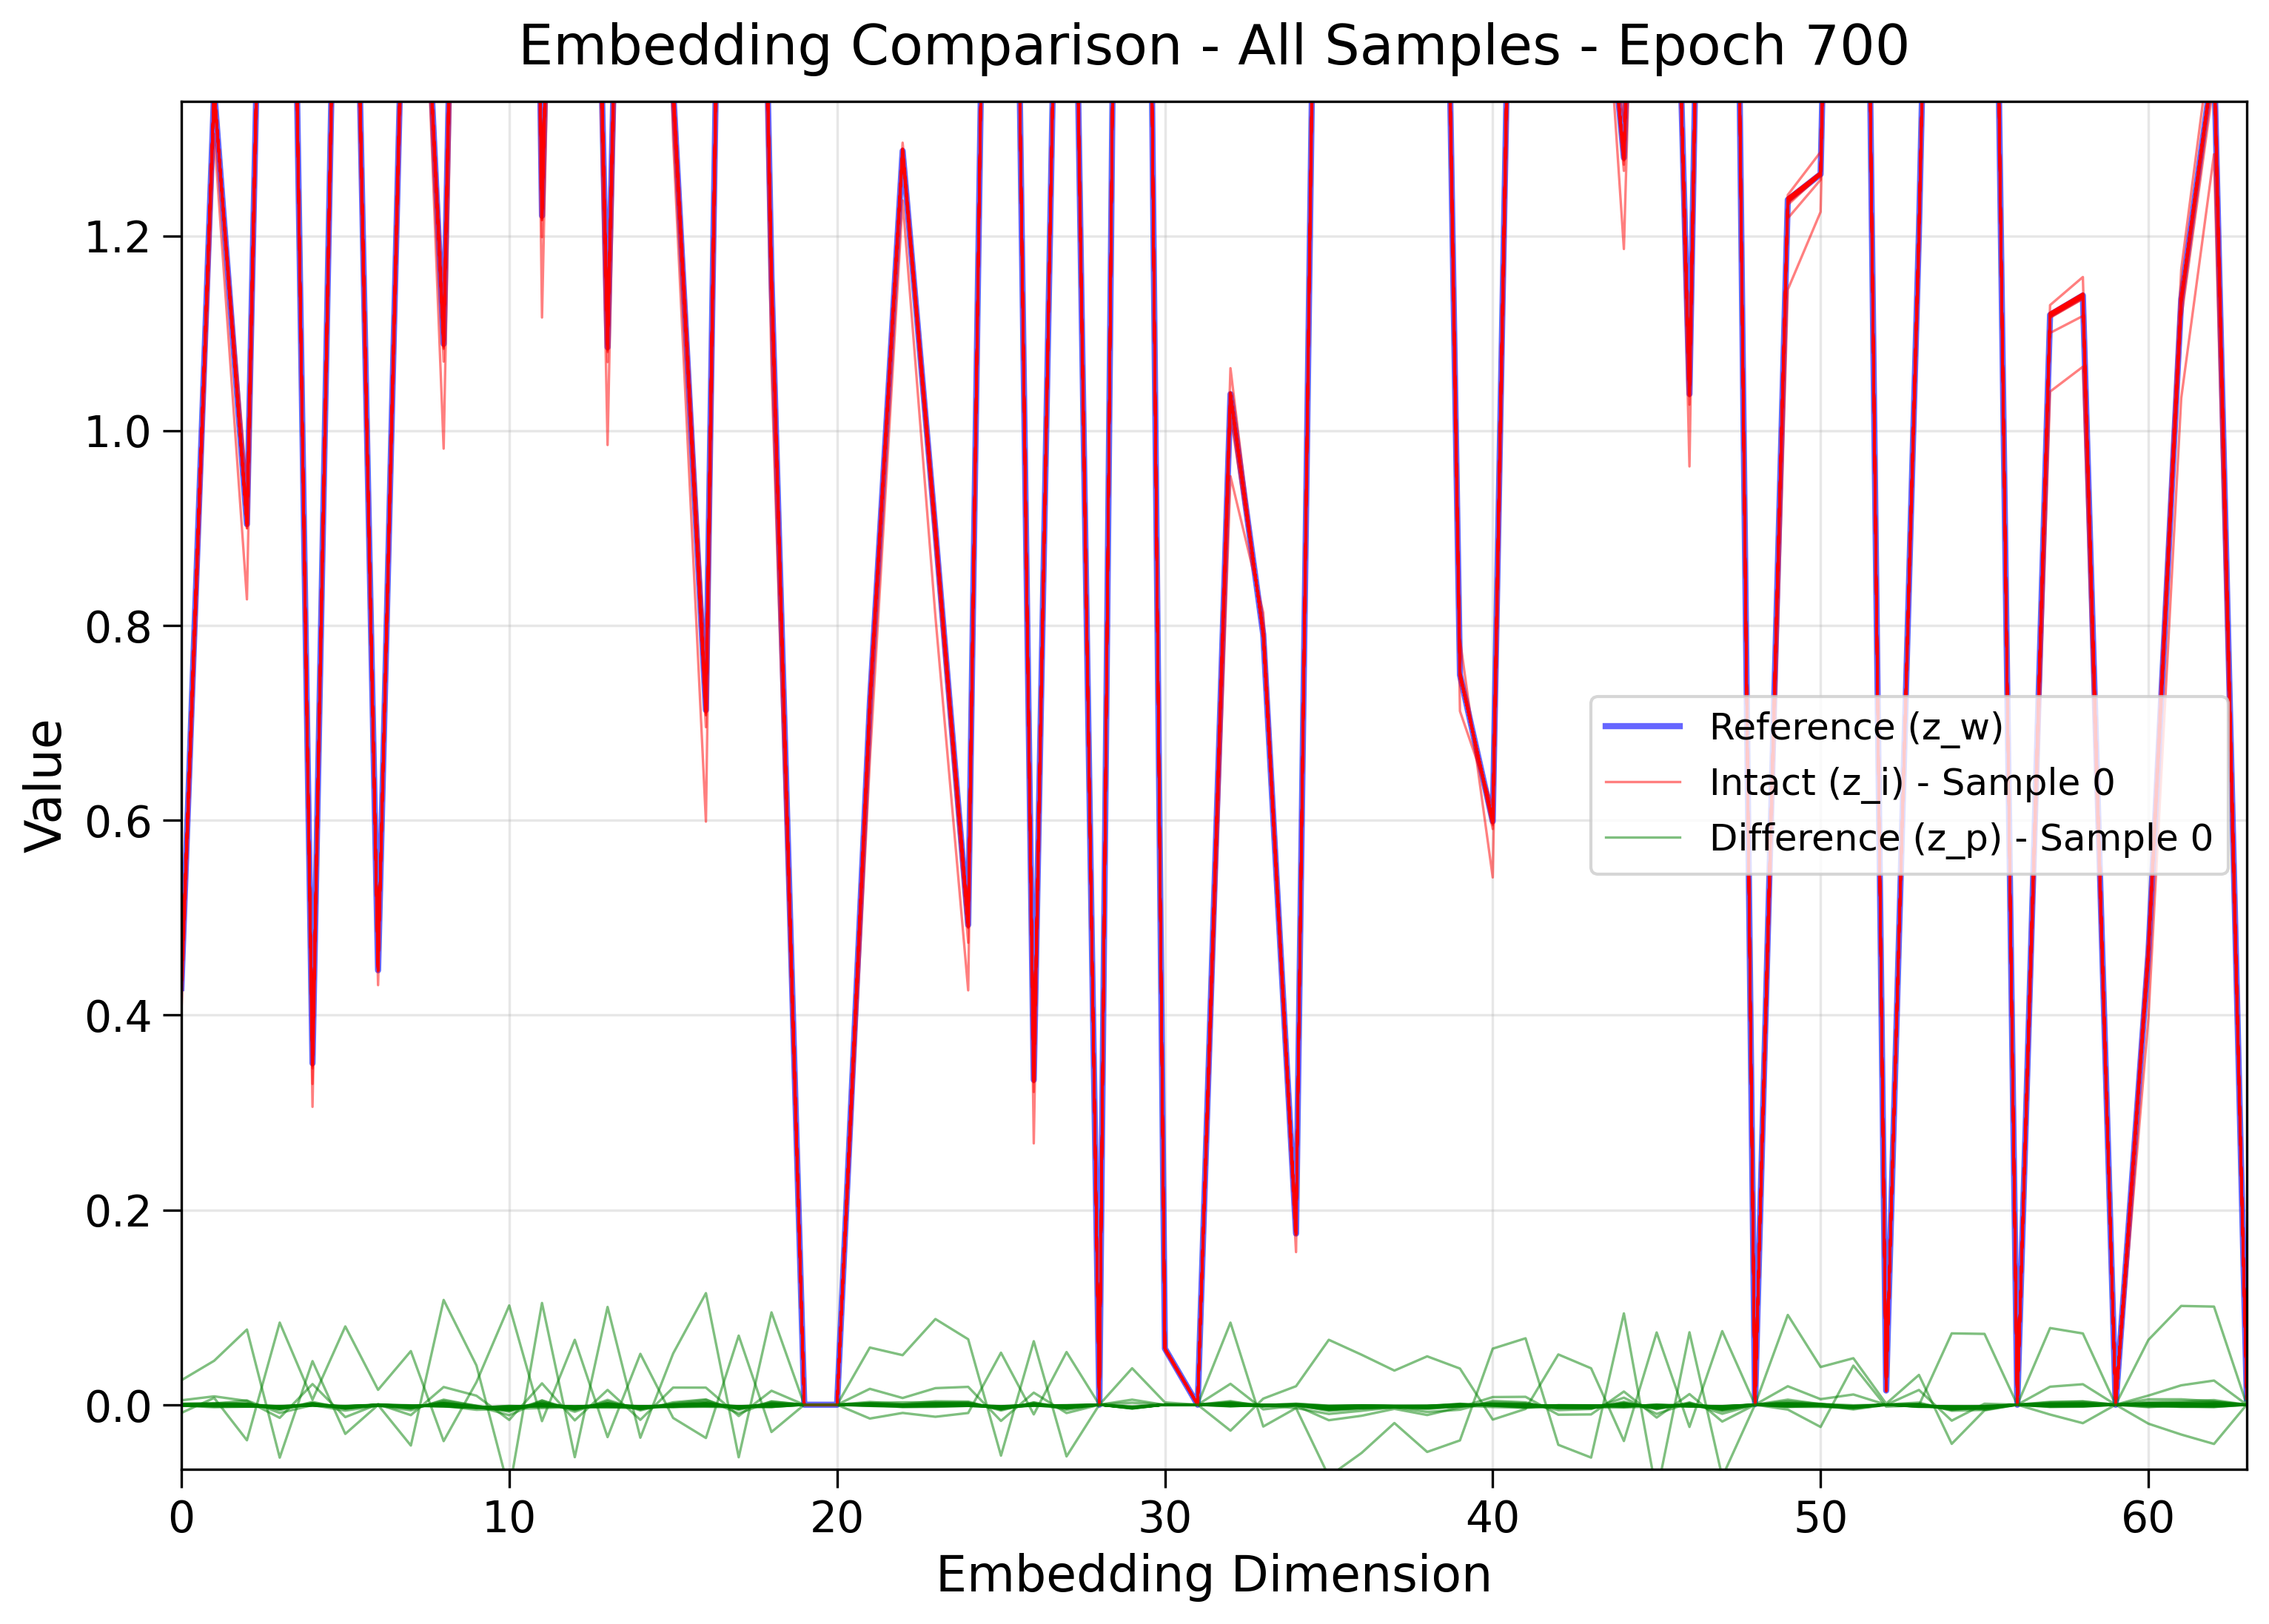 Embedding Comparison - All Samples - Epoch 700
Value
1.2
1.0
0.8
0.6
0.4
0.2
0.0
Reference (z_w)
Intact (z_i) - Sample 0
Difference (z_p) - Sample 0
0 10 20 30 40 50 60
Embedding Dimension